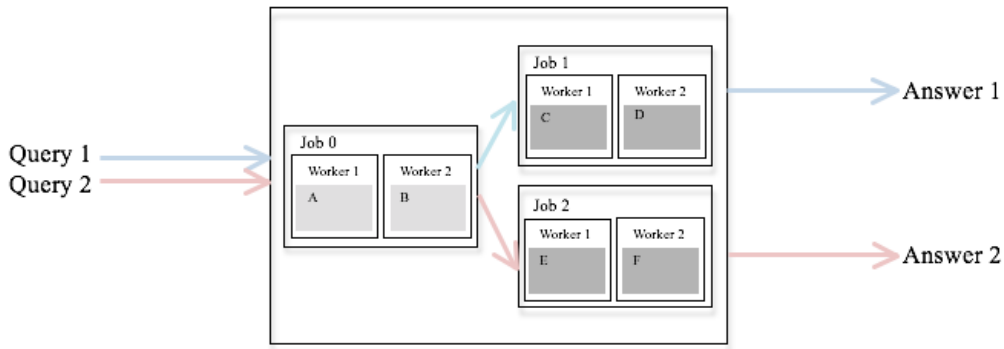 Query 1
Query 2
Job 0
Worker 1
Worker 2
A
B
Job 1
Worker 1
Worker 2
C
D
Job 2
Worker 1
Worker 2
E
F
Answer 1
Answer 2